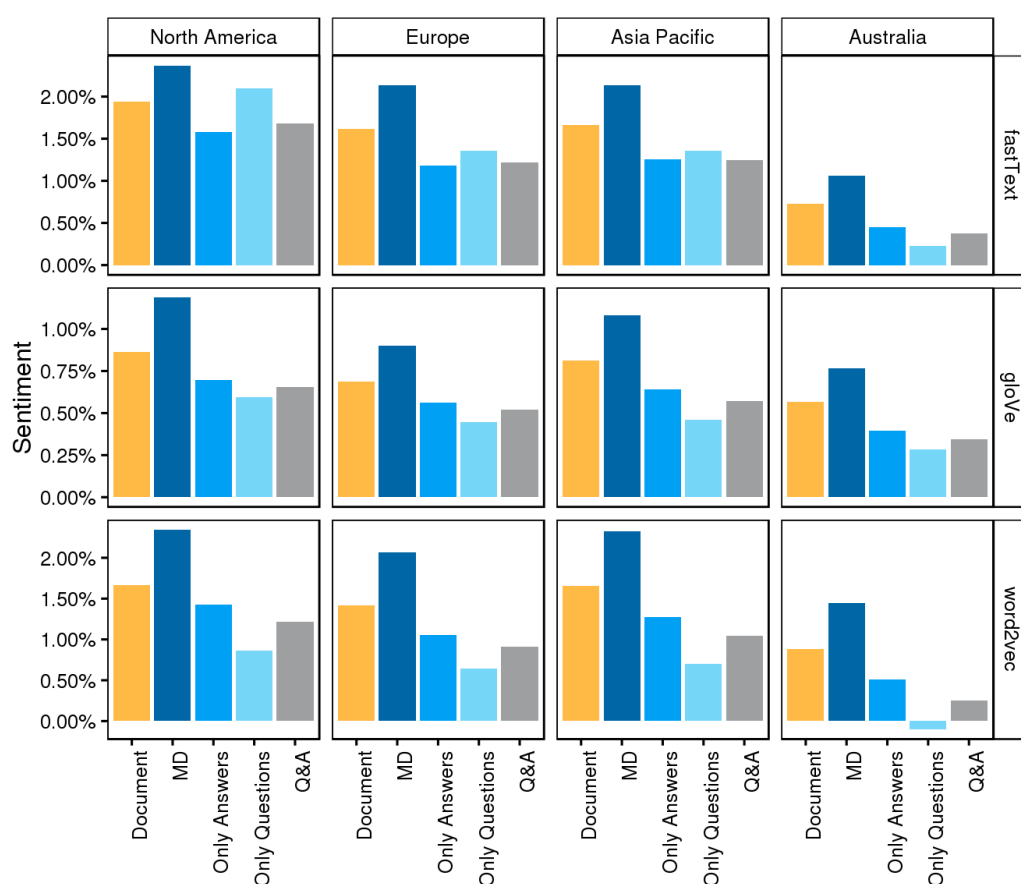 North America
Europe
Asia Pacific
Australia
Sentiment
2.00%
1.50%
1.00%
0.50%
0.00%
fastText
1.00%
0.75%
0.50%
0.25%
0.00%
gloVe
2.00%
1.50%
1.00%
0.50%
0.00%
word2vec
Document
MD
Only Answers
Only Questions
Q&A
Document
MD
Only Answers
Only Questions
Q&A
Document
MD
Only Answers
Only Questions
Q&A
Document
MD
Only Answers
Only Questions
Q&A